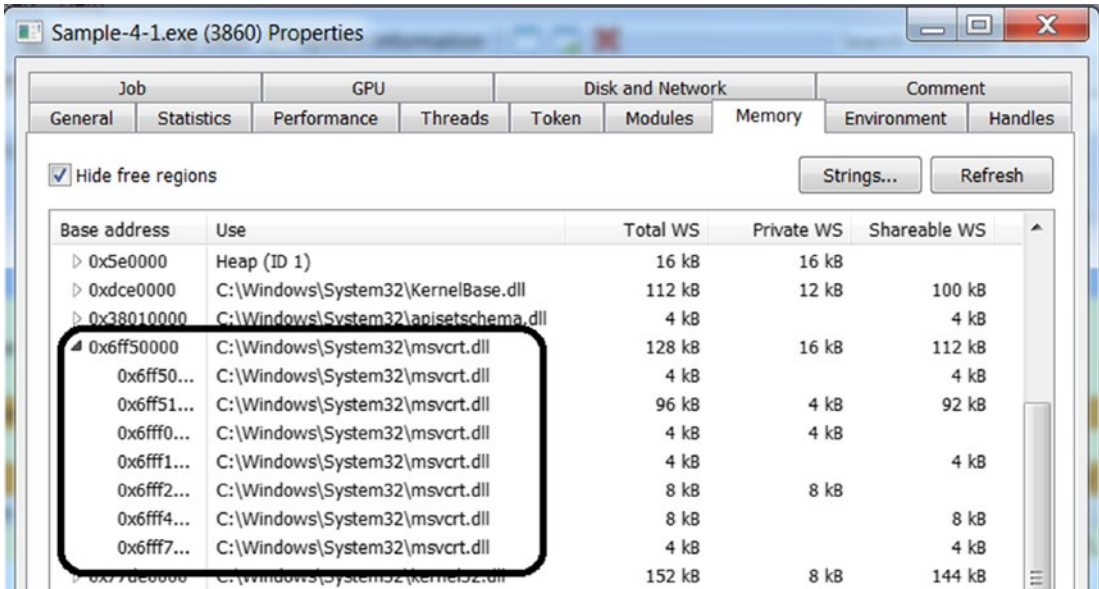 Sample-4-1.exe (3860) Properties
Job GPU Disk and Network Comment
General Statistics Performance Threads Token Modules Memory Environment Handles
Hide free regions Strings... Refresh
Base address Use Total WS Private WS Shareable WS
0x5e0000 Heap (ID 1) 16 kB 16 kB
0xdce0000 C:\Windows\System32\KernelBase.dll 112 kB 12 kB 100 kB
0x38010000 C:\Windows\System32\apisetschema.dll 4 kB 4 kB
0x6ff50000 C:\Windows\System32\msvcrt.dll 128 kB 16 kB 112 kB
0x6ff50... C:\Windows\System32\msvcrt.dll 4 kB 4 kB
0x6ff51... C:\Windows\System32\msvcrt.dll 96 kB 4 kB 92 kB
0x6fff0... C:\Windows\System32\msvcrt.dll 4 kB 4 kB
0x6fff1... C:\Windows\System32\msvcrt.dll 4 kB 4 kB
0x6fff2... C:\Windows\System32\msvcrt.dll 8 kB 8 kB
0x6fff4... C:\Windows\System32\msvcrt.dll 8 kB 8 kB
0x6fff7... C:\Windows\System32\msvcrt.dll 4 kB 4 kB
0x77de0000 C:\Windows\System32\kernel32.dll 152 kB 8 kB 144 kB